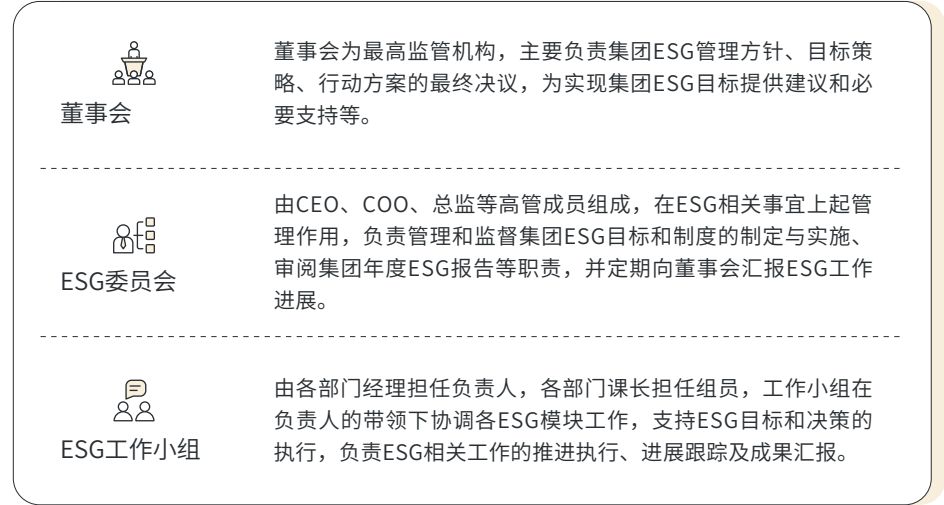 董事会
董事会为最高监管机构，主要负责集团ESG管理方针、目标策
略、行动方案的最终决议，为实现集团ESG目标提供建议和必
要支持等。
ESG委员会
由CEO、COO、总监等高管成员组成，在ESG相关事宜上起管
理作用，负责管理和监督集团ESG目标和制度的制定与实施、
审阅集团年度ESG报告等职责，并定期向董事会汇报ESG工作
进展。
ESG工作小组
由各部门经理担任负责人，各部门课长担任组员，工作小组在
负责人的带领下协调各ESG模块工作，支持ESG目标和决策的
执行，负责ESG相关工作的推进执行、进展跟踪及成果汇报。